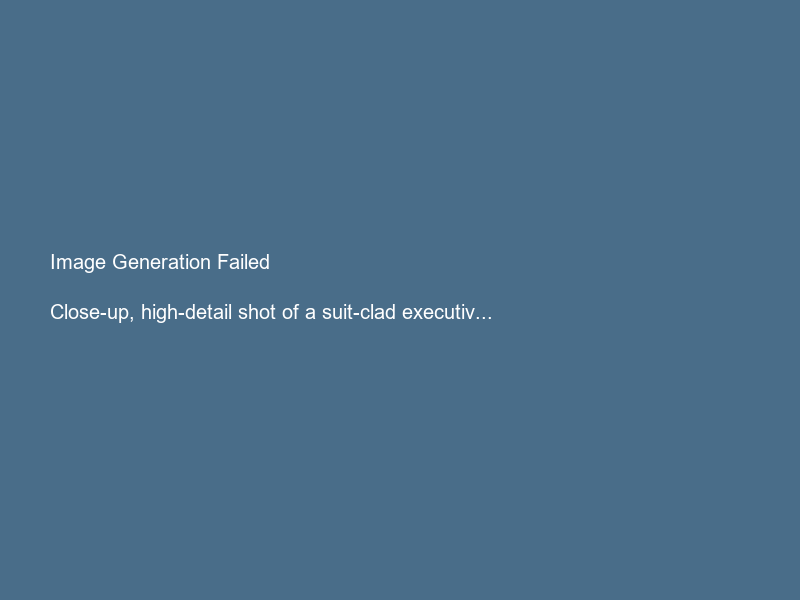 Image Generation Failed
Close-up, high-detail shot of a suit-clad executiv...